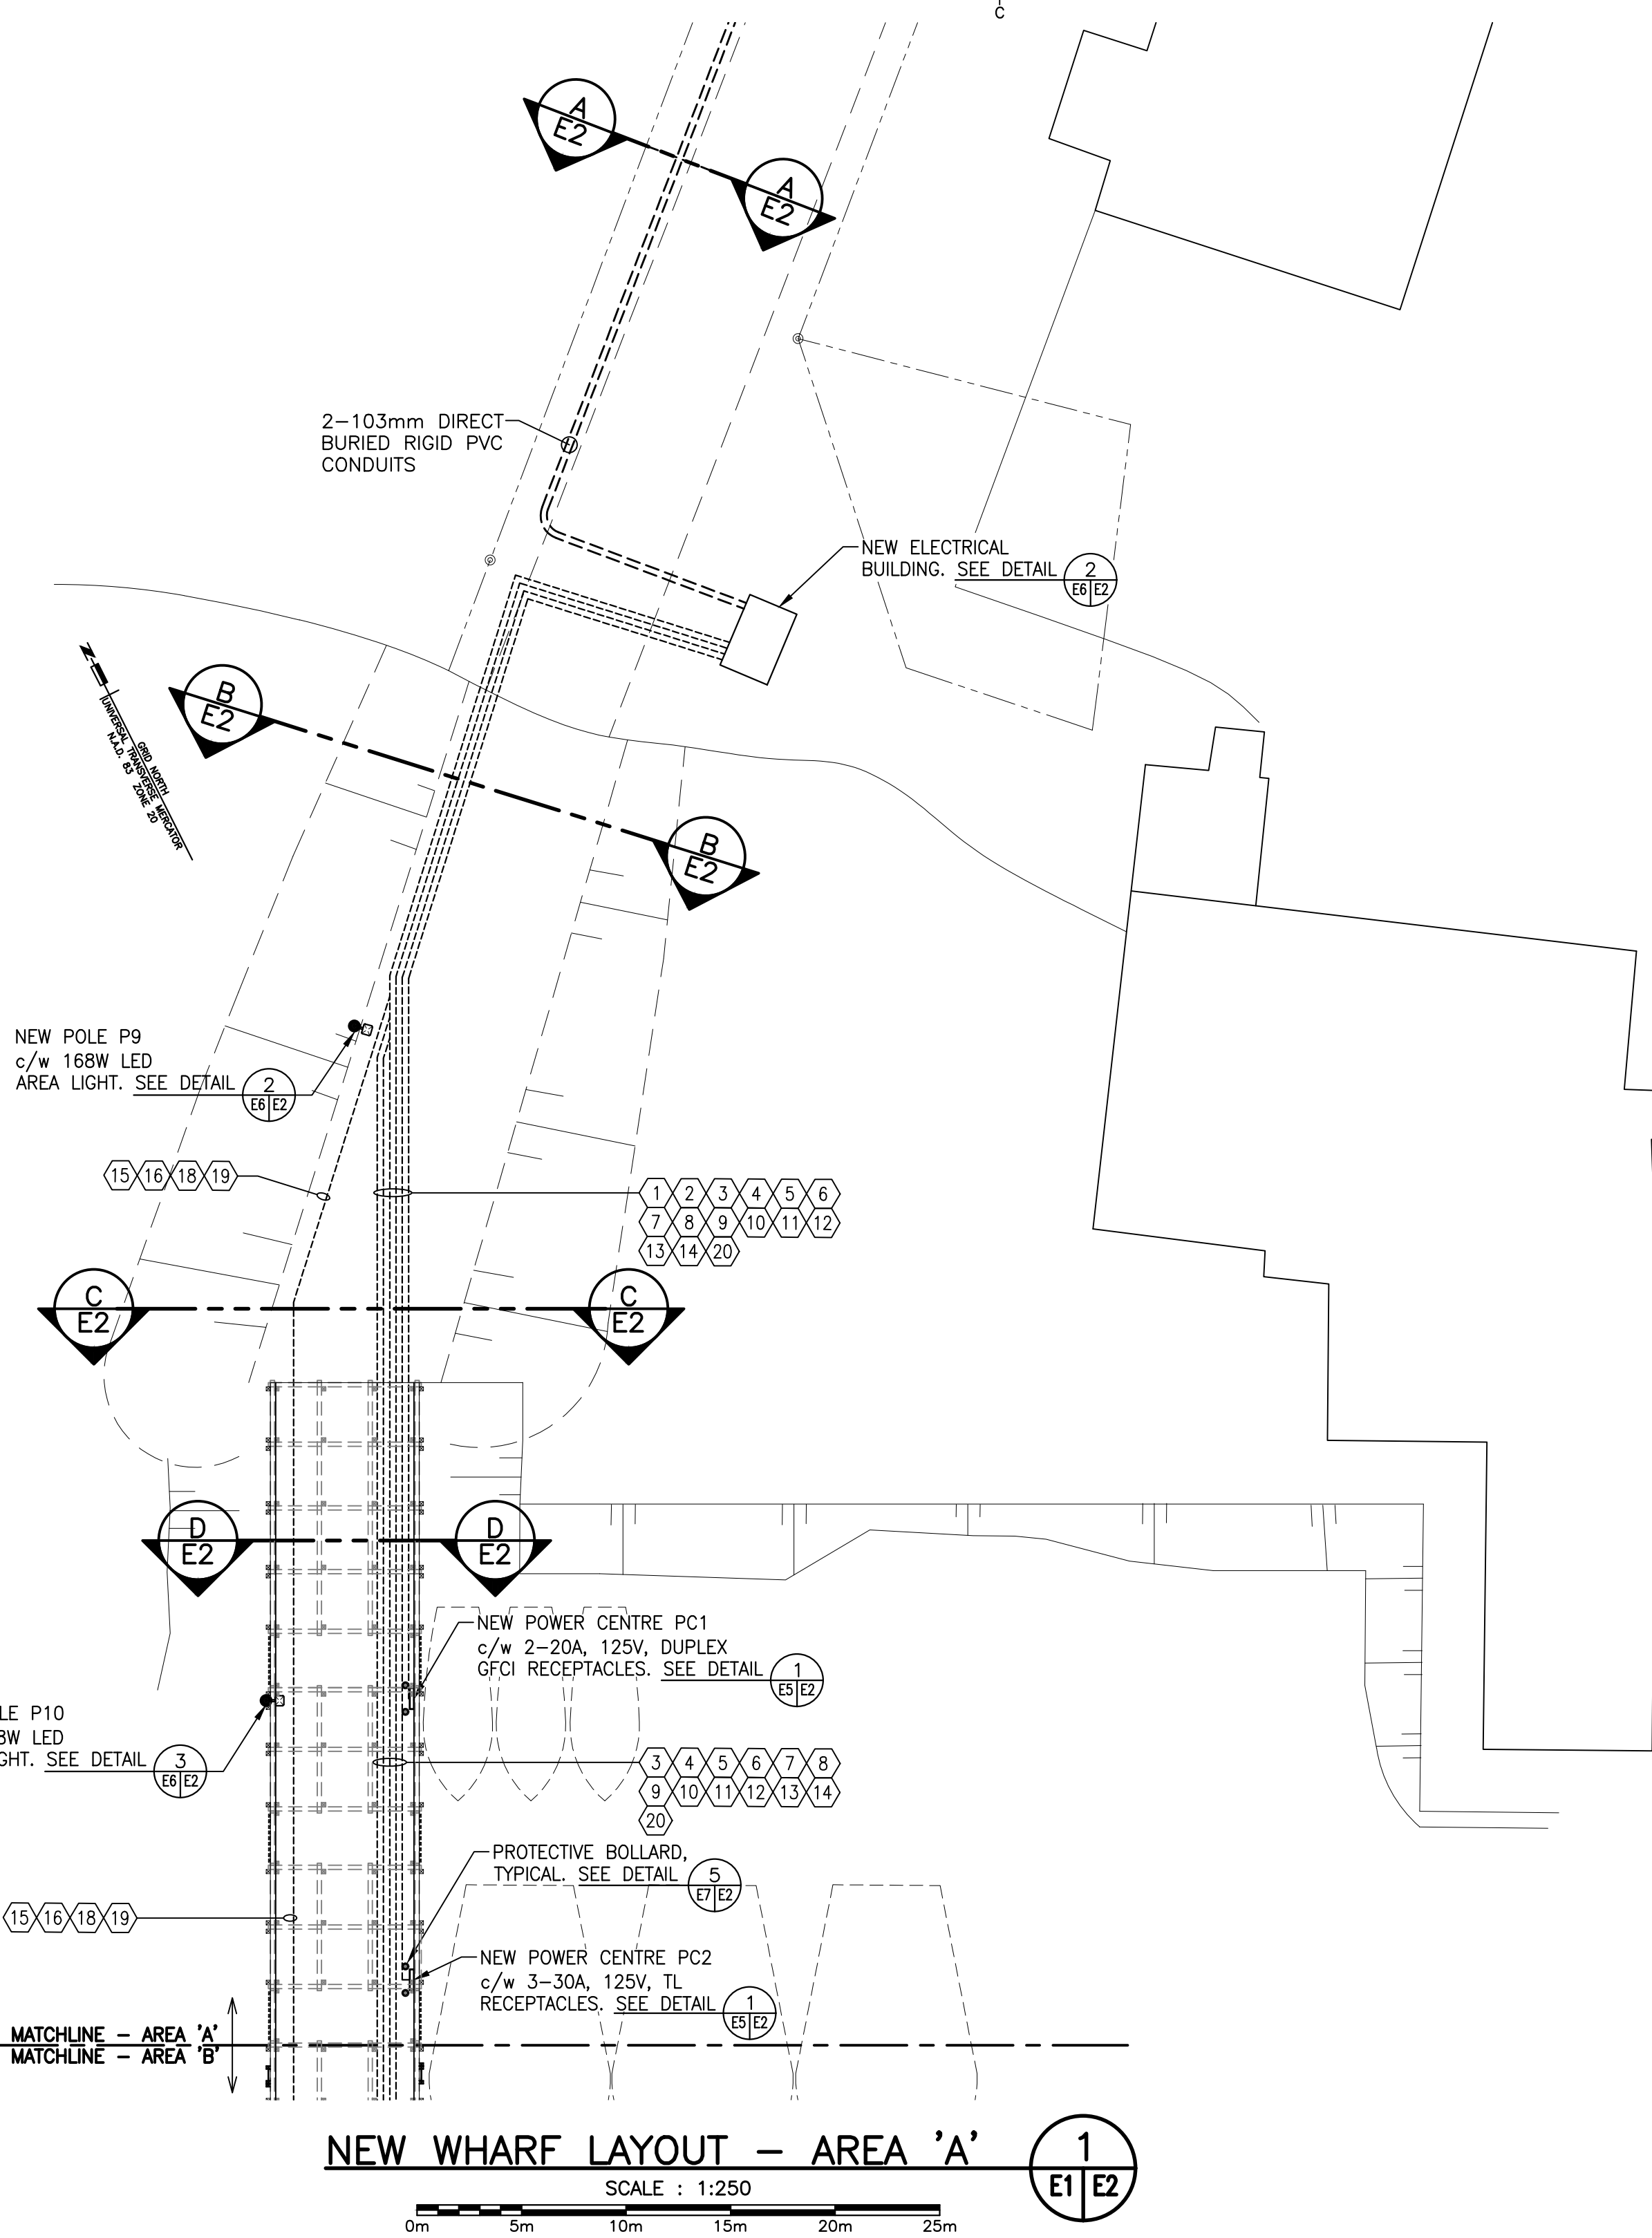 C
A
E2
A
E2
2-103mm DIRECT
BURIED RIGID PVC
CONDUITS
NEW ELECTRICAL
BUILDING. SEE DETAIL
2
E6 E2
N
GRID NORTH
UNIVERSAL TRANSVERSE MERCATOR
N.A.D. 83 ZONE 20
B
E2
B
E2
NEW POLE P9
c/w 168W LED
AREA LIGHT. SEE DETAIL
2
E6 E2
15 16 18 19
1 2 3 4 5 6
7 8 9 10 11 12
13 14 20
C
E2
C
E2
D
E2
D
E2
NEW POWER CENTRE PC1
c/w 2-20A, 125V, DUPLEX
GFCI RECEPTACLES. SEE DETAIL
1
E5 E2
LE P10
8W LED
GHT. SEE DETAIL
3
E6 E2
3 4 5 6 7 8
9 10 11 12 13 14
20
PROTECTIVE BOLLARD,
TYPICAL. SEE DETAIL
5
E7 E2
15 16 18 19
NEW POWER CENTRE PC2
c/w 3-30A, 125V, TL
RECEPTACLES. SEE DETAIL
1
E5 E2
MATCHLINE - AREA 'A'
MATCHLINE - AREA 'B'
NEW WHARF LAYOUT - AREA 'A'
1
E1 E2
SCALE : 1:250
0m 5m 10m 15m 20m 25m